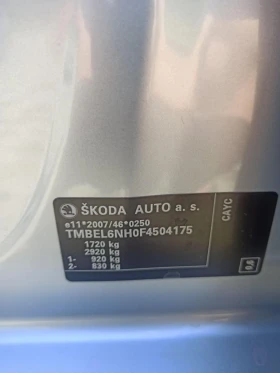 ŠKODA AUTO a. s.
e11*2007/46*0250
TMBEL6NH0F4504175
1720 kg
2920 kg
1- 920 kg
2- 830 kg
CAYC